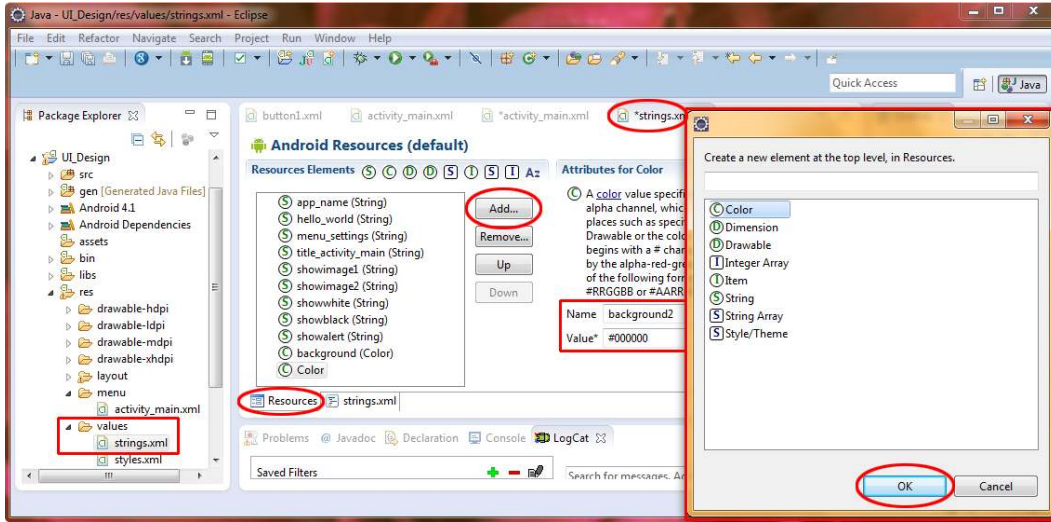 Java - UI_Design/res/values/strings.xml - Eclipse
File Edit Refactor Navigate Search Project Run Window Help
Quick Access
Java
Package Explorer
UI_Design
src
gen [Generated Java Files]
Android 4.1
Android Dependencies
assets
bin
libs
res
drawable-hdpi
drawable-ldpi
drawable-mdpi
drawable-xhdpi
layout
menu
activity_main.xml
values
strings.xml
styles.xml
button1.xml activity_main.xml *activity_main.xml *strings.xm
Android Resources (default)
Resources Elements S C D D S I S I Az
S app_name (String)
S hello_world (String)
S menu_settings (String)
S title_activity_main (String)
S showimage1 (String)
S showimage2 (String)
S showwhite (String)
S showblack (String)
S showalert (String)
C background (Color)
C Color
Add...
Remove...
Up
Down
Attributes for Color
C A color value specifi
alpha channel, whic
places such as speci
Drawable or the colo
begins with a # char
by the alpha-red-gre
of the following form
#RRGGBB or #AARR
Name background2
Value* #000000
Resources strings.xml
Problems @ Javadoc Declaration Console LogCat
Saved Filters
Search for messages. Ac
Create a new element at the top level, in Resources.
C Color
D Dimension
D Drawable
I Integer Array
I Item
S String
S String Array
S Style/Theme
OK Cancel